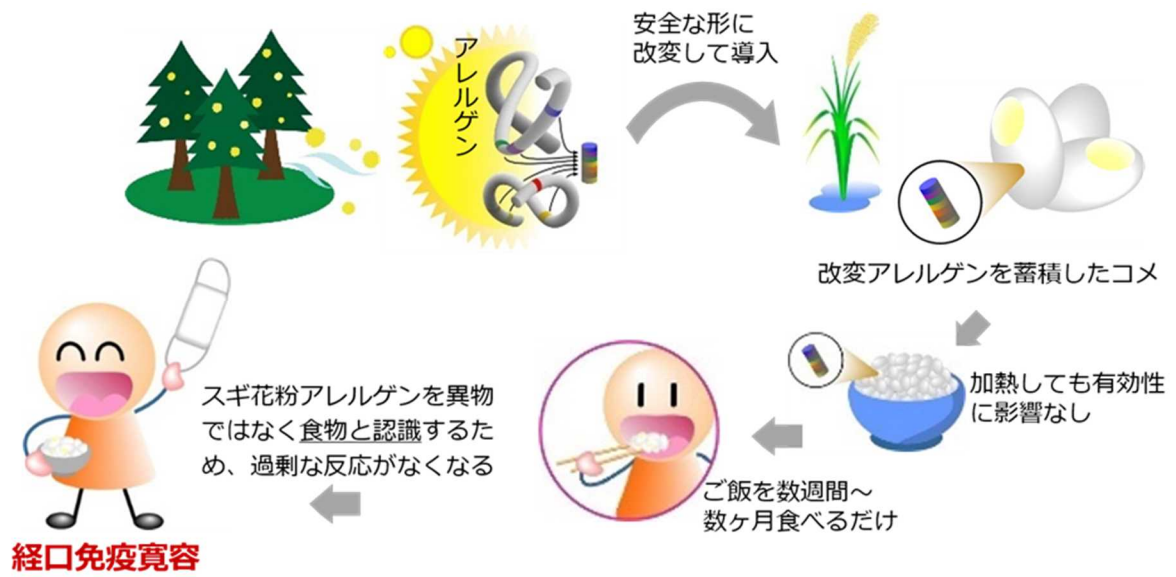 アレルゲン
安全な形に
改変して導入
改変アレルゲンを蓄積したコメ
加熱しても有効性
に影響なし
ご飯を数週間～
数ヶ月食べるだけ
スギ花粉アレルゲンを異物
ではなく食物と認識するた
め、過剰な反応がなくなる
経口免疫寛容